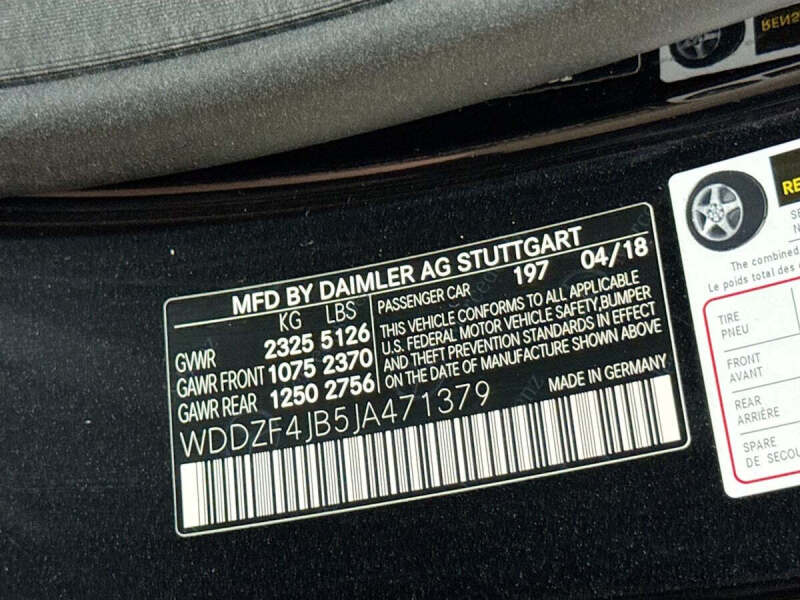 MFD BY DAIMLER AG STUTTGART
KG LBS
GVWR 2325 5126
GAWR FRONT 1075 2370
GAWR REAR 1250 2756
PASSENGER CAR 197 04/18
THIS VEHICLE CONFORMS TO ALL APPLICABLE
U.S. FEDERAL MOTOR VEHICLE SAFETY,BUMPER
AND THEFT PREVENTION STANDARDS IN EFFECT
ON THE DATE OF MANUFACTURE SHOWN ABOVE
MADE IN GERMANY
WDDZF4JB5JA471379
The combined
Le poids total des
TIRE
PNEU
FRONT
AVANT
REAR
ARRIÈRE
SPARE
DE SECOU